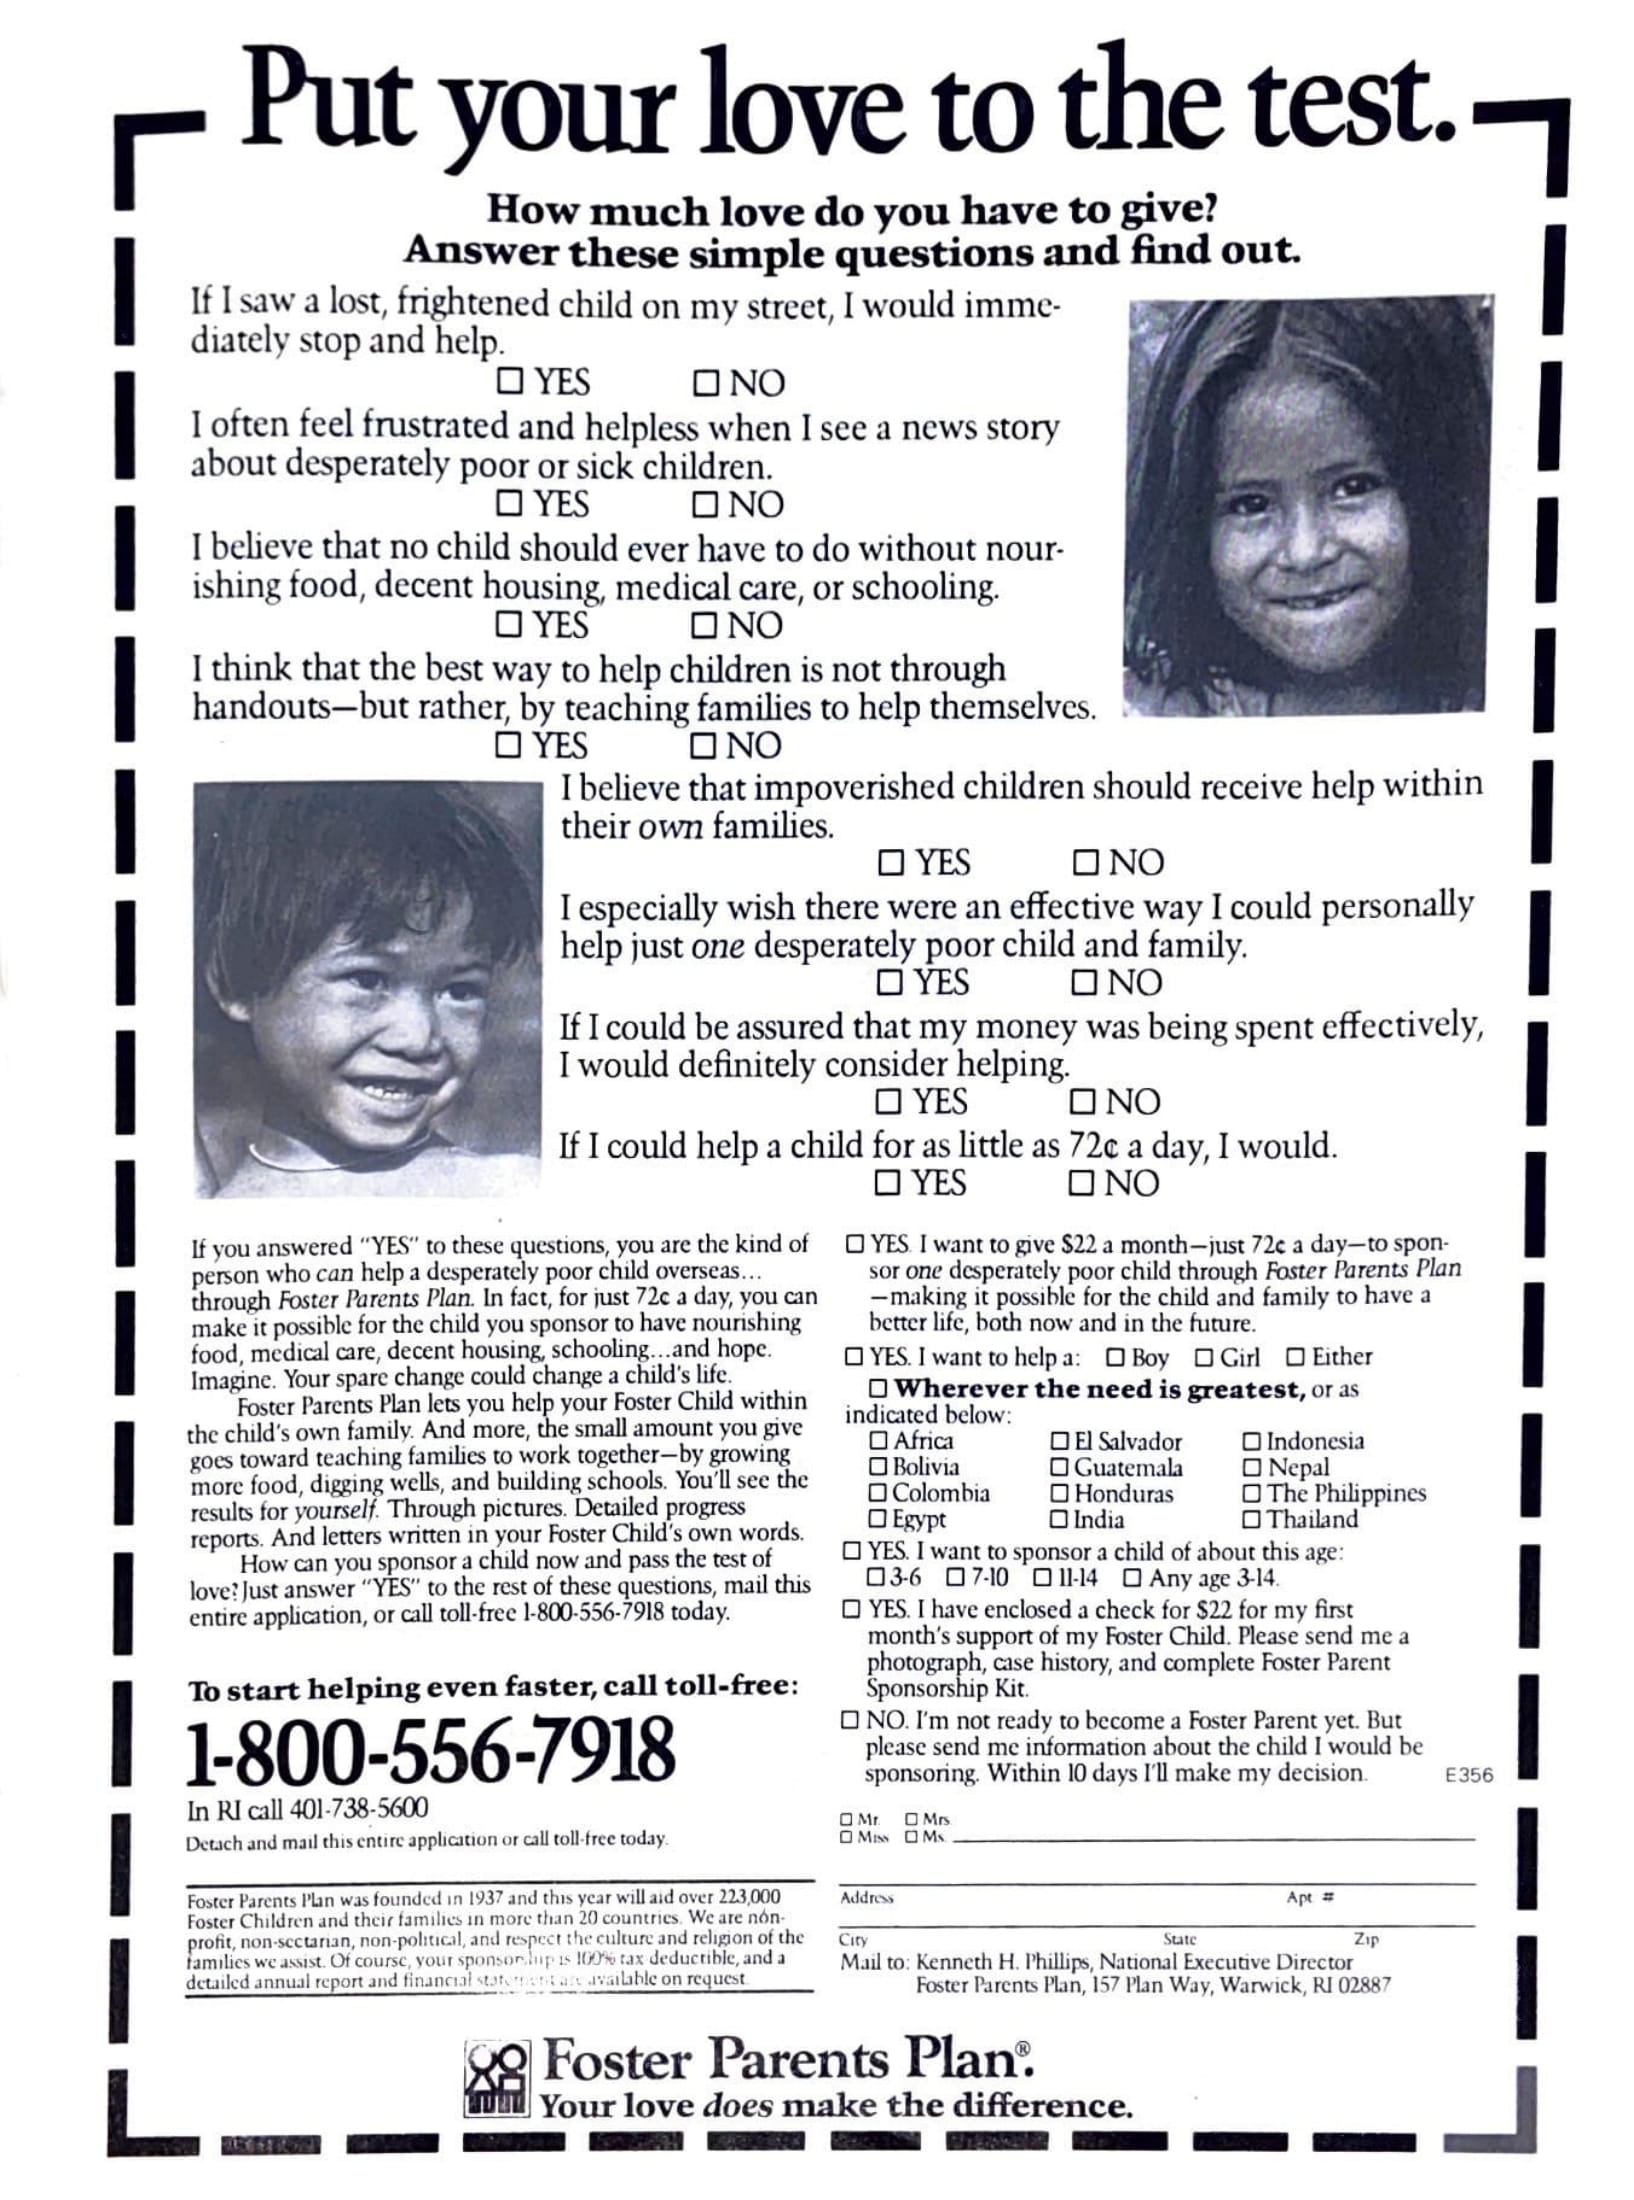 Put your love to the test.
How much love do you have to give?
Answer these simple questions and find out.
If I saw a lost, frightened child on my street, I would imme-
diately stop and help.
☐ YES ☐ NO
I often feel frustrated and helpless when I see a news story
about desperately poor or sick children.
☐ YES ☐ NO
I believe that no child should ever have to do without nour-
ishing food, decent housing, medical care, or schooling.
☐ YES ☐ NO
I think that the best way to help children is not through
handouts—but rather, by teaching families to help themselves.
☐ YES ☐ NO
I believe that impoverished children should receive help within
their own families.
☐ YES ☐ NO
I especially wish there were an effective way I could personally
help just one desperately poor child and family.
☐ YES ☐ NO
If I could be assured that my money was being spent effectively,
I would definitely consider helping.
☐ YES ☐ NO
If I could help a child for as little as 72¢ a day, I would.
☐ YES ☐ NO
If you answered "YES" to these questions, you are the kind of
person who can help a desperately poor child overseas...
through Foster Parents Plan. In fact, for just 72¢ a day, you can
make it possible for the child you sponsor to have nourishing
food, medical care, decent housing, schooling...and hope.
Imagine. Your spare change could change a child's life.
Foster Parents Plan lets you help your Foster Child within
the child's own family. And more, the small amount you give
goes toward teaching families to work together—by growing
more food, digging wells, and building schools. You'll see the
results for yourself. Through pictures. Detailed progress
reports. And letters written in your Foster Child's own words.
How can you sponsor a child now and pass the test of
love? Just answer "YES" to the rest of these questions, mail this
entire application, or call toll-free 1-800-556-7918 today.
To start helping even faster, call toll-free:
1-800-556-7918
In RI call 401-738-5600
Detach and mail this entire application or call toll-free today.
Foster Parents Plan was founded in 1937 and this year will aid over 223,000
Foster Children and their families in more than 20 countries. We are non-
profit, non-sectarian, non-political, and respect the culture and religion of the
families we assist. Of course, your sponsorship is 100% tax deductible, and a
detailed annual report and financial statement are available on request.
☐ YES. I want to give $22 a month—just 72¢ a day—to spon-
sor one desperately poor child through Foster Parents Plan
—making it possible for the child and family to have a
better life, both now and in the future.
☐ YES. I want to help a: ☐ Boy ☐ Girl ☐ Either
☐ Wherever the need is greatest, or as
indicated below:
☐ Africa ☐ El Salvador ☐ Indonesia
☐ Bolivia ☐ Guatemala ☐ Nepal
☐ Colombia ☐ Honduras ☐ The Philippines
☐ Egypt ☐ India ☐ Thailand
☐ YES. I want to sponsor a child of about this age:
☐ 3-6 ☐ 7-10 ☐ 11-14 ☐ Any age 3-14.
☐ YES. I have enclosed a check for $22 for my first
month's support of my Foster Child. Please send me a
photograph, case history, and complete Foster Parent
Sponsorship Kit.
☐ NO. I'm not ready to become a Foster Parent yet. But
please send me information about the child I would be
sponsoring. Within 10 days I'll make my decision. E356
☐ Mr. ☐ Mrs.
☐ Miss ☐ Ms.
Address Apt #
City State Zip
Mail to: Kenneth H. Phillips, National Executive Director
Foster Parents Plan, 157 Plan Way, Warwick, RI 02887
Foster Parents Plan®.
Your love does make the difference.